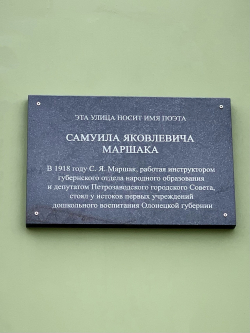 ЭТА УЛИЦА НОСИТ ИМЯ ПОЭТА
САМУИЛА ЯКОВЛЕВИЧА
МАРШАКА
В 1918 году С. Я. Маршак, работая инструктором
губернского отдела народного образования
и депутатом Петрозаводского городского Совета,
стоял у истоков первых учреждений
дошкольного воспитания Олонецкой губернии